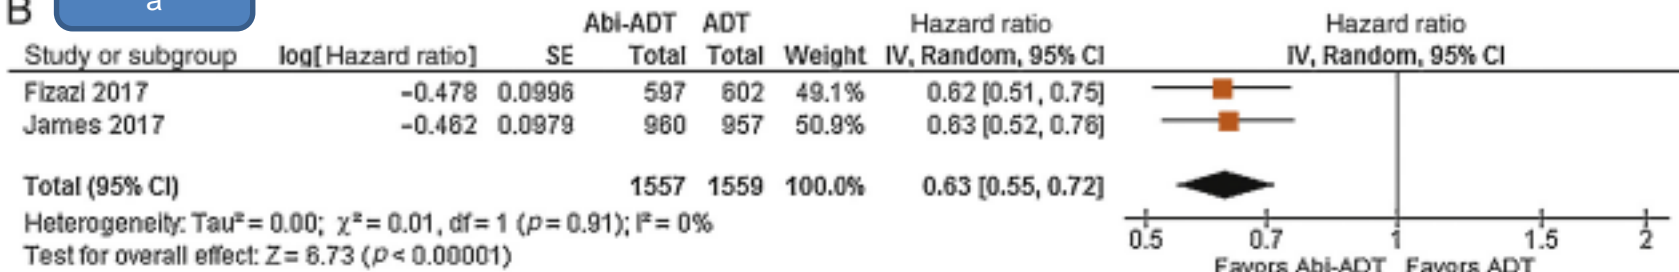 B
a
Abi-ADT ADT Hazard ratio Hazard ratio
Study or subgroup log[Hazard ratio] SE Total Total Weight IV, Random, 95% CI IV, Random, 95% CI
Fizazi 2017 −0.478 0.0996 597 602 49.1% 0.62 [0.51, 0.75]
James 2017 −0.462 0.0979 960 957 50.9% 0.63 [0.52, 0.76]
Total (95% CI) 1557 1559 100.0% 0.63 [0.55, 0.72]
Heterogeneity: Tau² = 0.00; χ² = 0.01, df = 1 (p = 0.91); I² = 0%
Test for overall effect: Z = 6.73 (p < 0.00001)
0.5 0.7 1 1.5 2
Favors Abi-ADT Favors ADT